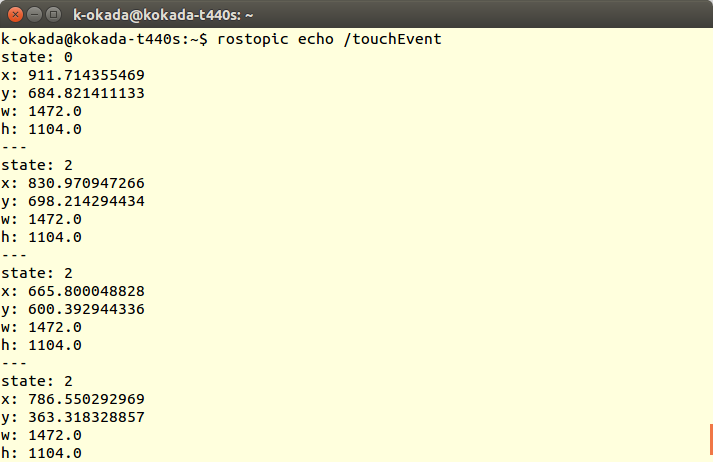 k-okada@kokada-t440s: ~
k-okada@kokada-t440s:~$ rostopic echo /touchEvent
state: 0
x: 911.714355469
y: 684.821411133
w: 1472.0
h: 1104.0
---
state: 2
x: 830.970947266
y: 698.214294434
w: 1472.0
h: 1104.0
---
state: 2
x: 665.800048828
y: 600.392944336
w: 1472.0
h: 1104.0
---
state: 2
x: 786.550292969
y: 363.318328857
w: 1472.0
h: 1104.0